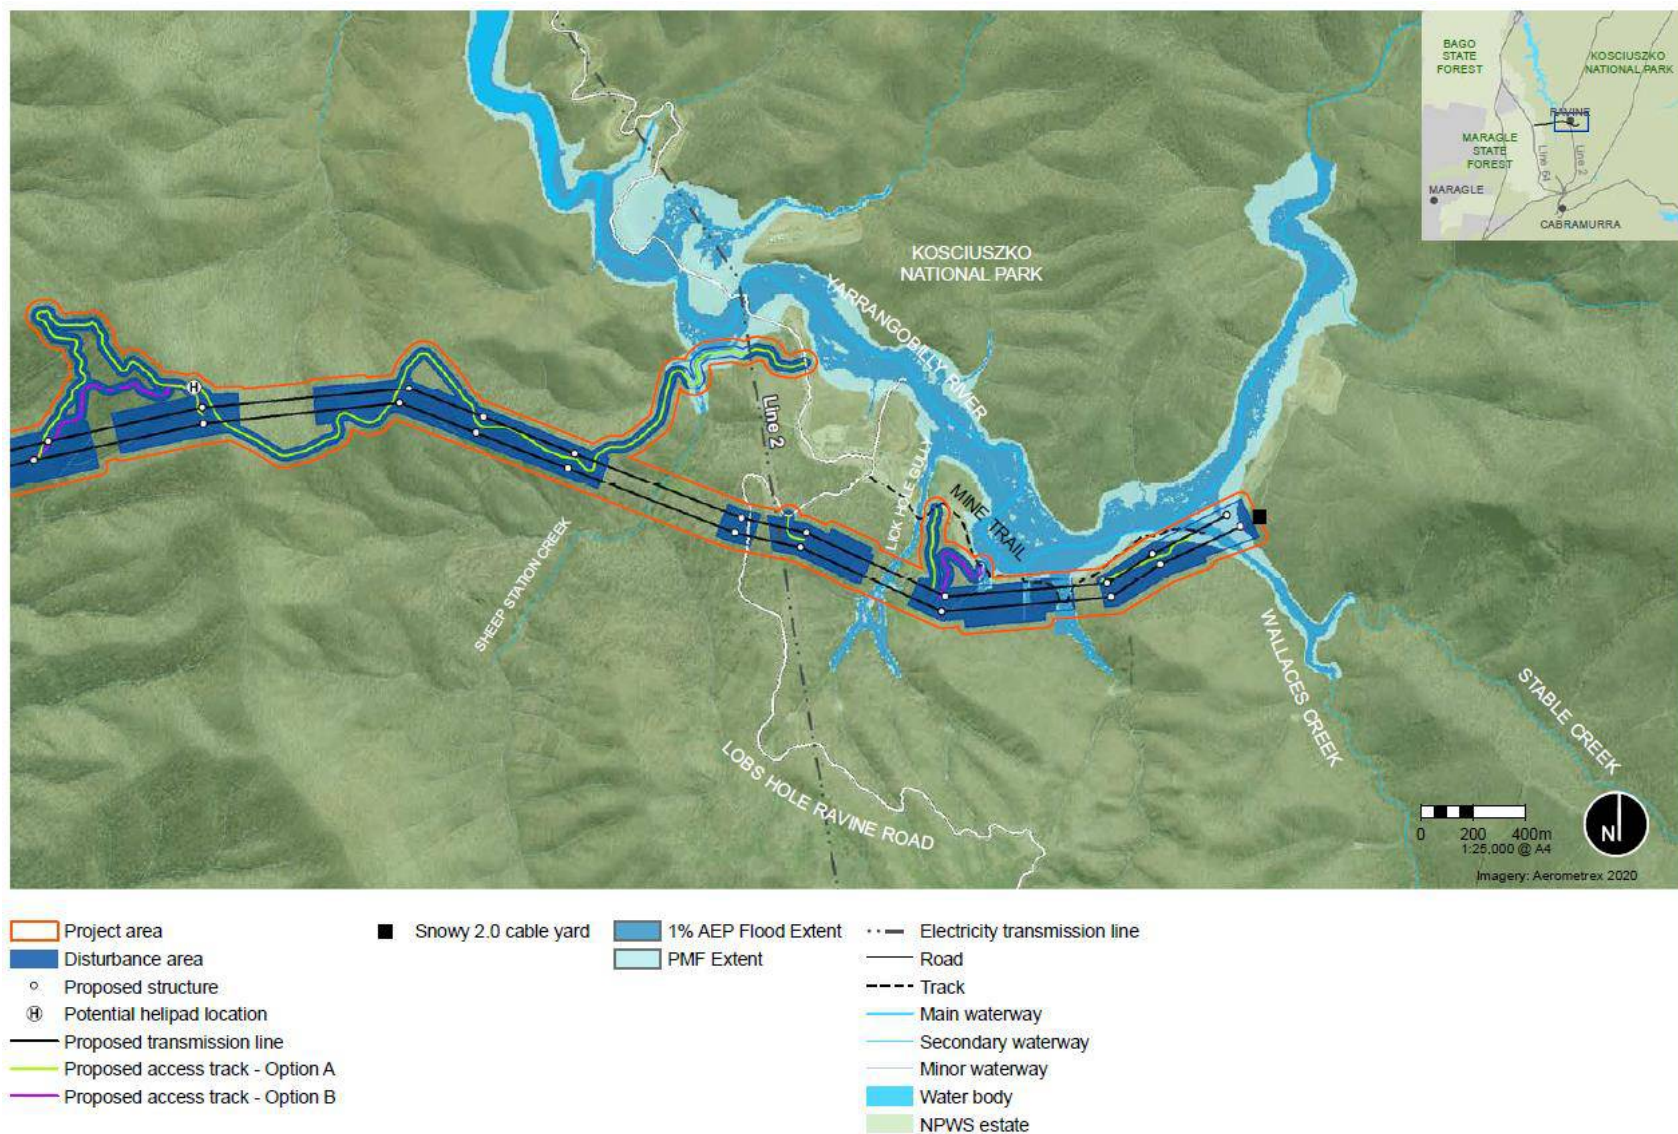 BAGO
STATE
FOREST
KOSCIUSZKO
NATIONAL PARK
RAVINE
MARAGLE
STATE
FOREST
Line 64
Line 2
MARAGLE
CABRAMURRA
KOSCIUSZKO
NATIONAL PARK
YARRANGOBILLY RIVER
H
Line 2
LICK HOLE GULLY
MINE TRAIL
SHEEP STATION CREEK
WALLACES CREEK
STABLE CREEK
LOBS HOLE RAVINE ROAD
0 200 400m
1:25,000 @ A4
N
Imagery: Aerometrex 2020
Project area
Disturbance area
Proposed structure
H Potential helipad location
Proposed transmission line
Proposed access track - Option A
Proposed access track - Option B
Snowy 2.0 cable yard
1% AEP Flood Extent
PMF Extent
Electricity transmission line
Road
Track
Main waterway
Secondary waterway
Minor waterway
Water body
NPWS estate